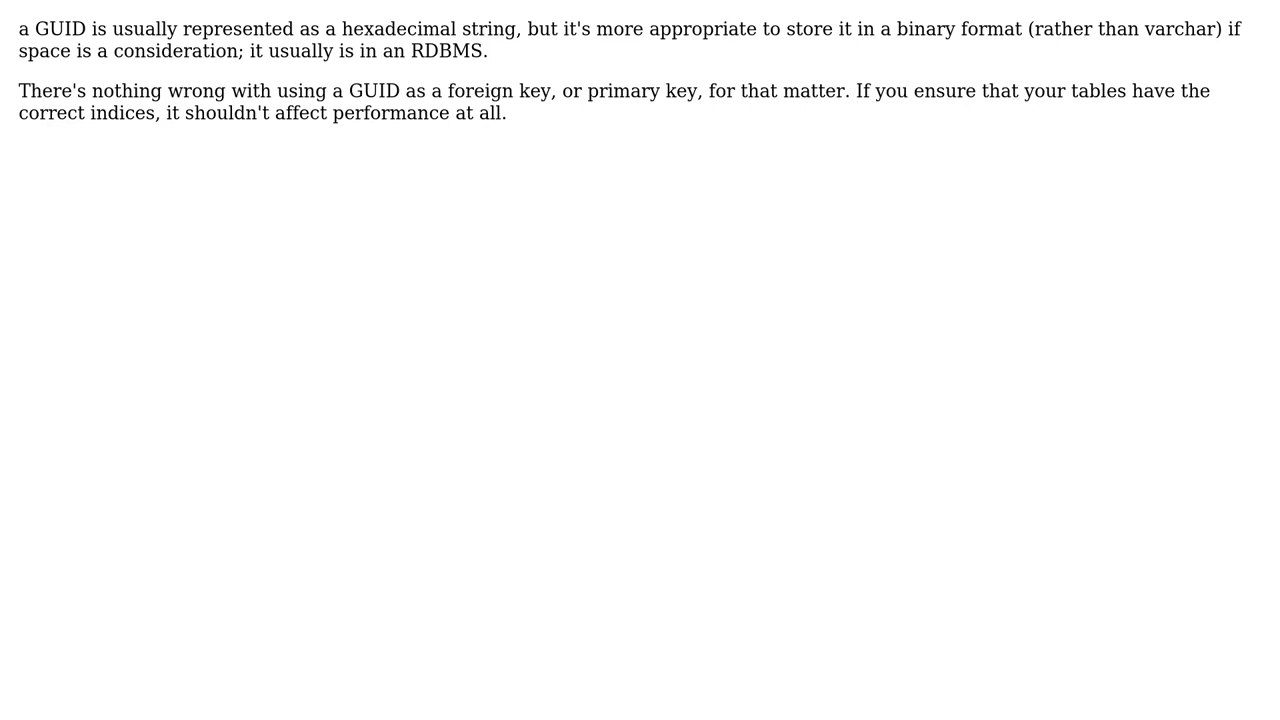 a GUID is usually represented as a hexadecimal string, but it's more appropriate to store it in a binary format (rather than varchar) if
space is a consideration; it usually is in an RDBMS.
There's nothing wrong with using a GUID as a foreign key, or primary key, for that matter. If you ensure that your tables have the
correct indices, it shouldn't affect performance at all.